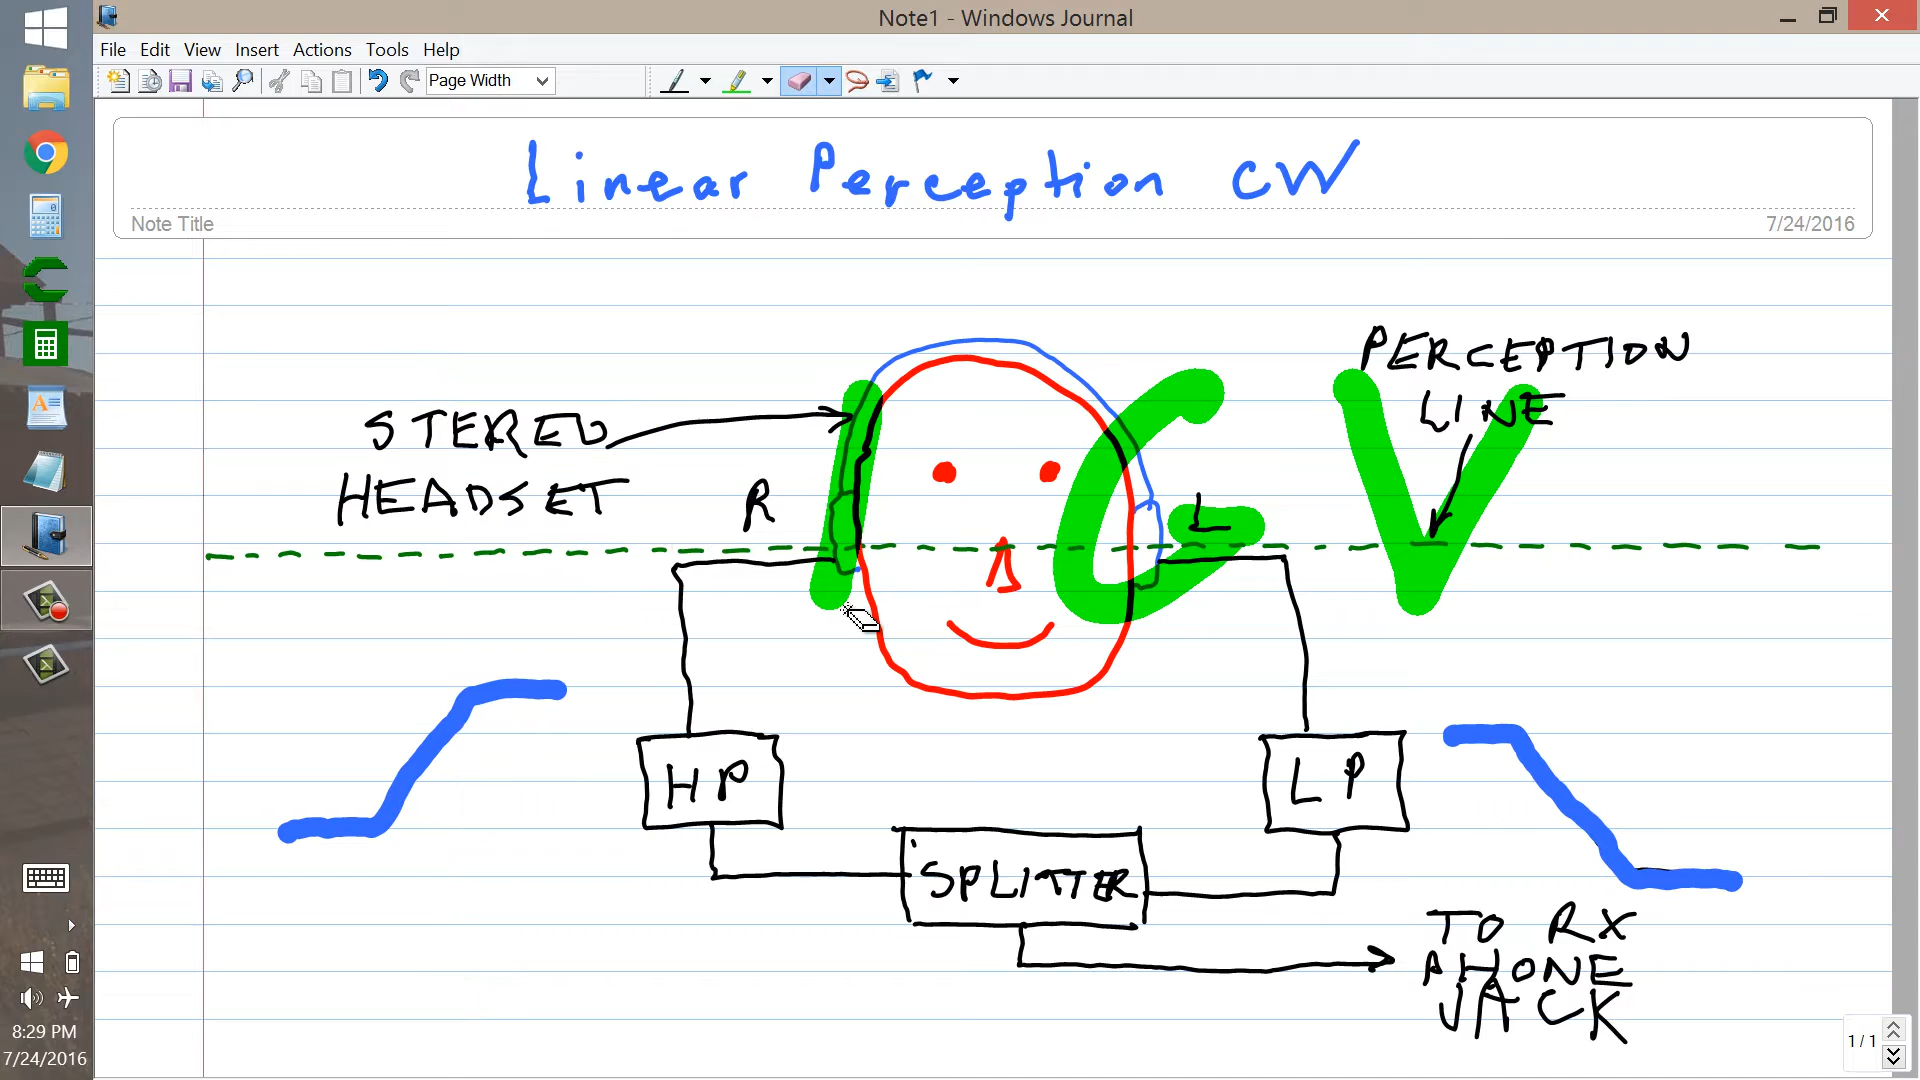 Note1 - Windows Journal
File Edit View Insert Actions Tools Help
Page Width
Linear Perception CW
Note Title
7/24/2016
PERCEPTION
LINE
STEREO
HEADSET
R
L
HP
LP
SPLITTER
TO RX
PHONE
JACK
1 / 1
8:29 PM
7/24/2016